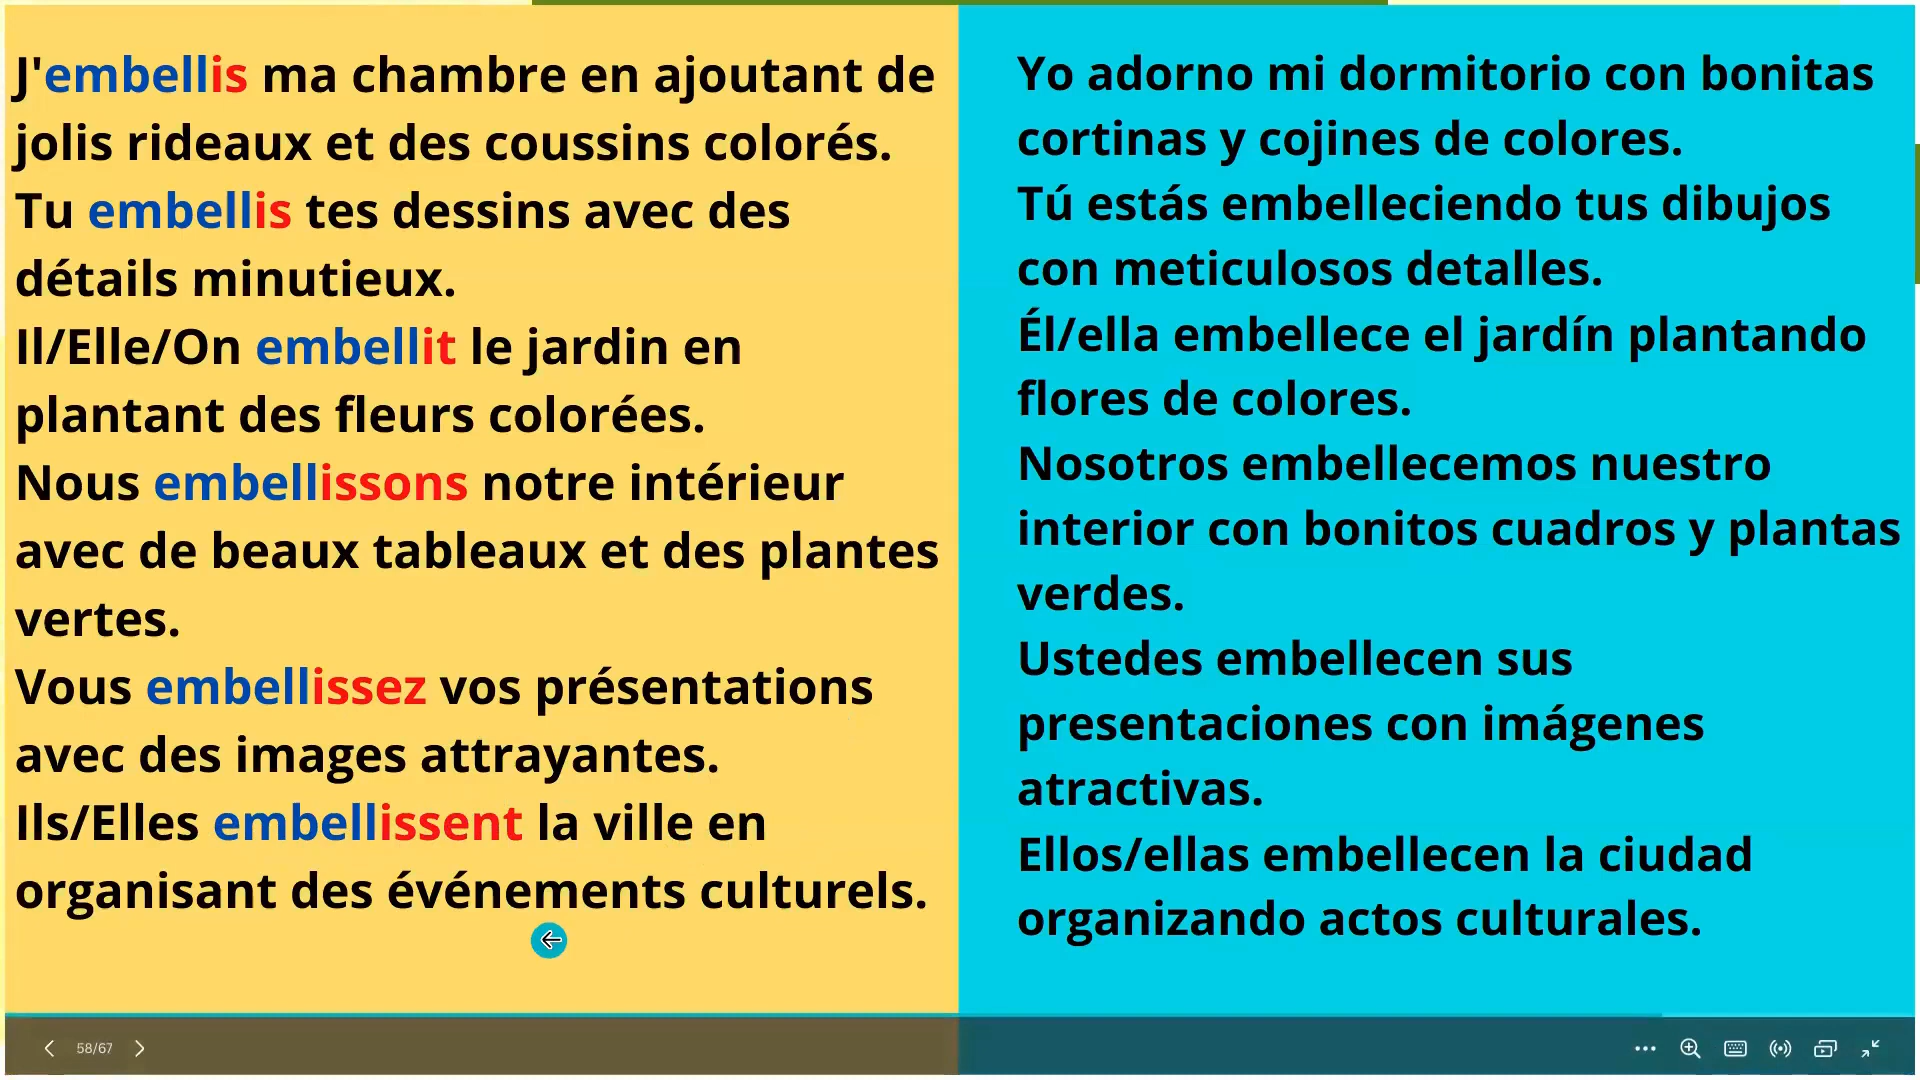 J'embellis ma chambre en ajoutant de
jolis rideaux et des coussins colorés.
Tu embellis tes dessins avec des
détails minutieux.
Il/Elle/On embellit le jardin en
plantant des fleurs colorées.
Nous embellissons notre intérieur
avec de beaux tableaux et des plantes
vertes.
Vous embellissez vos présentations
avec des images attrayantes.
Ils/Elles embellissent la ville en
organisant des événements culturels.
Yo adorno mi dormitorio con bonitas
cortinas y cojines de colores.
Tú estás embelleciendo tus dibujos
con meticulosos detalles.
Él/ella embellece el jardín plantando
flores de colores.
Nosotros embellecemos nuestro
interior con bonitos cuadros y plantas
verdes.
Ustedes embellecen sus
presentaciones con imágenes
atractivas.
Ellos/ellas embellecen la ciudad
organizando actos culturales.
58/67